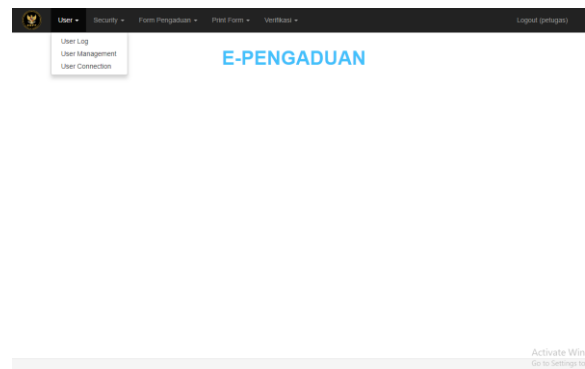 User Security Form Pengaduan Print Form Verifikasi Logout (petugas)
User Log
User Management
User Connection
E-PENGADUAN
Activate Win
Go to Settings to